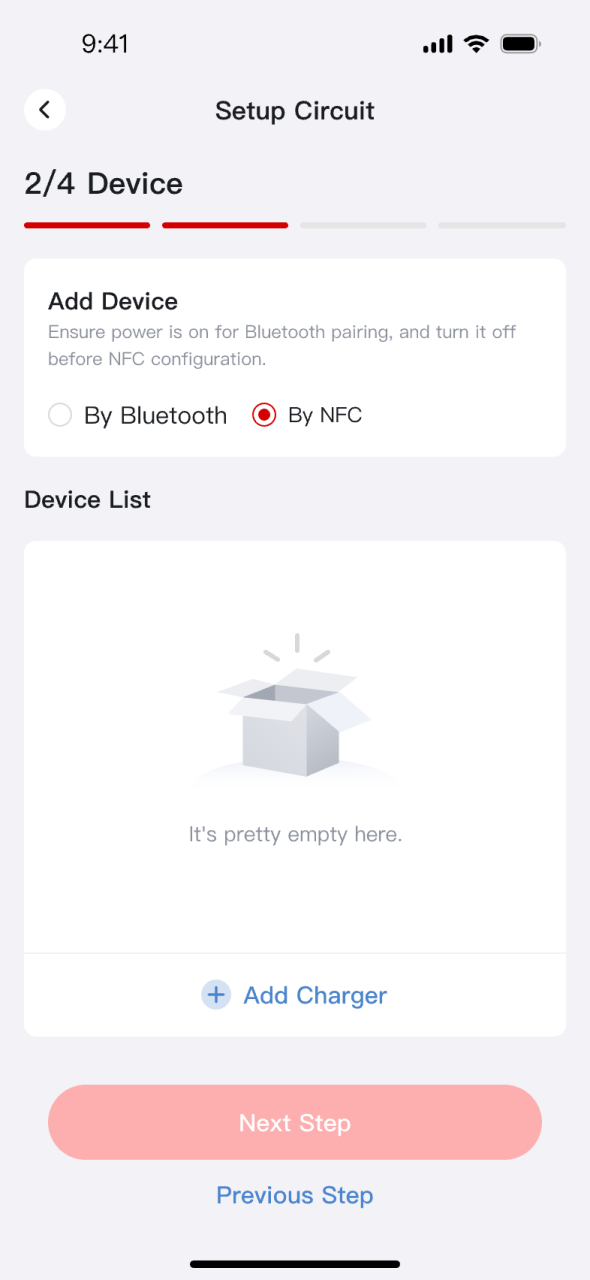 9:41
Setup Circuit
2/4 Device
Add Device
Ensure power is on for Bluetooth pairing, and turn it off
before NFC configuration.
By Bluetooth
By NFC
Device List
It's pretty empty here.
Add Charger
Next Step
Previous Step